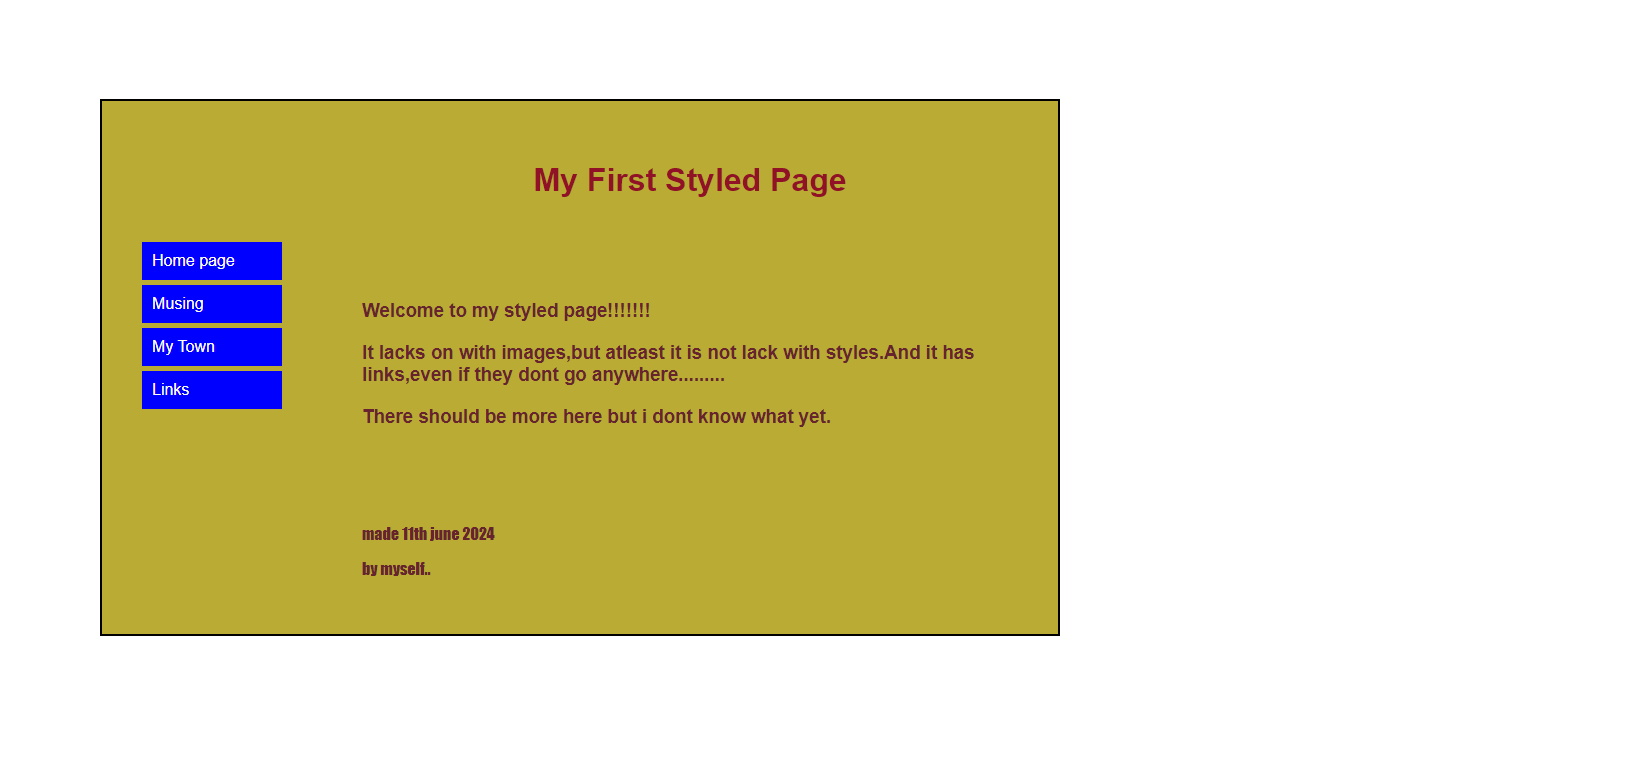 My First Styled Page
Home page
Musing
My Town
Links
Welcome to my styled page!!!!!!!
It lacks on with images,but atleast it is not lack with styles.And it has
links,even if they dont go anywhere.........
There should be more here but i dont know what yet.
made 11th june 2024
by myself..